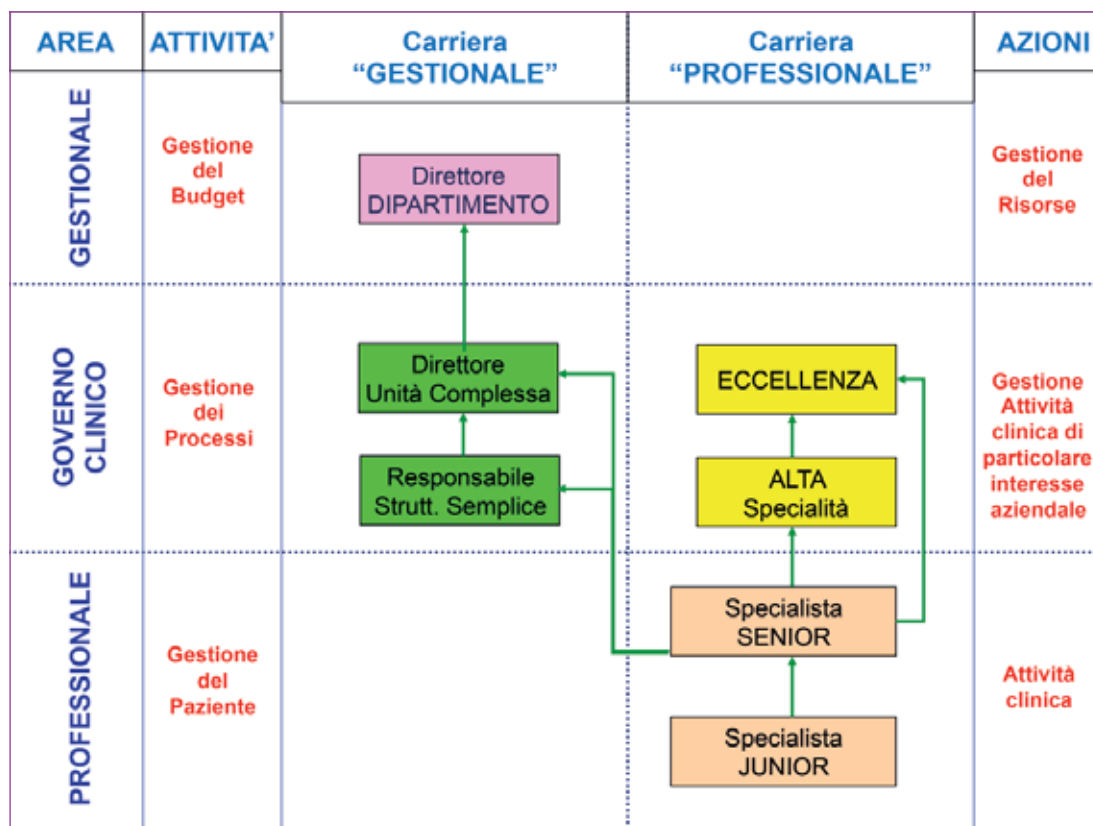 AREA
ATTIVITA’
Carriera
“GESTIONALE”
Carriera
“PROFESSIONALE”
AZIONI
GESTIONALE
Gestione
del
Budget
Direttore
DIPARTIMENTO
Gestione
del
Risorse
GOVERNO
CLINICO
Gestione
dei
Processi
Direttore
Unità Complessa
Responsabile
Strutt. Semplice
ECCELLENZA
ALTA
Specialità
Gestione
Attività
clinica di
particolare
interesse
aziendale
PROFESSIONALE
Gestione
del
Paziente
Specialista
SENIOR
Specialista
JUNIOR
Attività
clinica